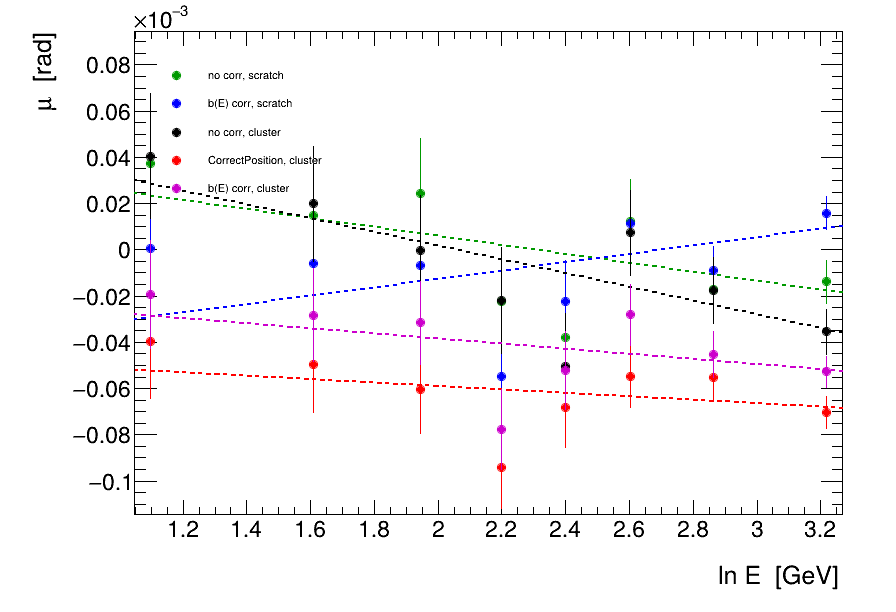 ×10⁻³
μ [rad]
0.08
0.06
0.04
0.02
0
−0.02
−0.04
−0.06
−0.08
−0.1
no corr, scratch
b(E) corr, scratch
no corr, cluster
CorrectPosition, cluster
b(E) corr, cluster
1.2 1.4 1.6 1.8 2 2.2 2.4 2.6 2.8 3 3.2
ln E [GeV]